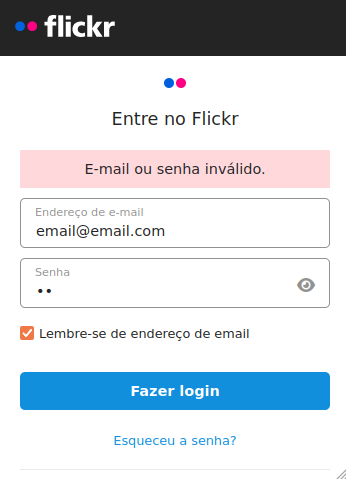 flickr
Entre no Flickr
E-mail ou senha inválido.
Endereço de e-mail
email@email.com
Senha
••
Lembre-se de endereço de email
Fazer login
Esqueceu a senha?